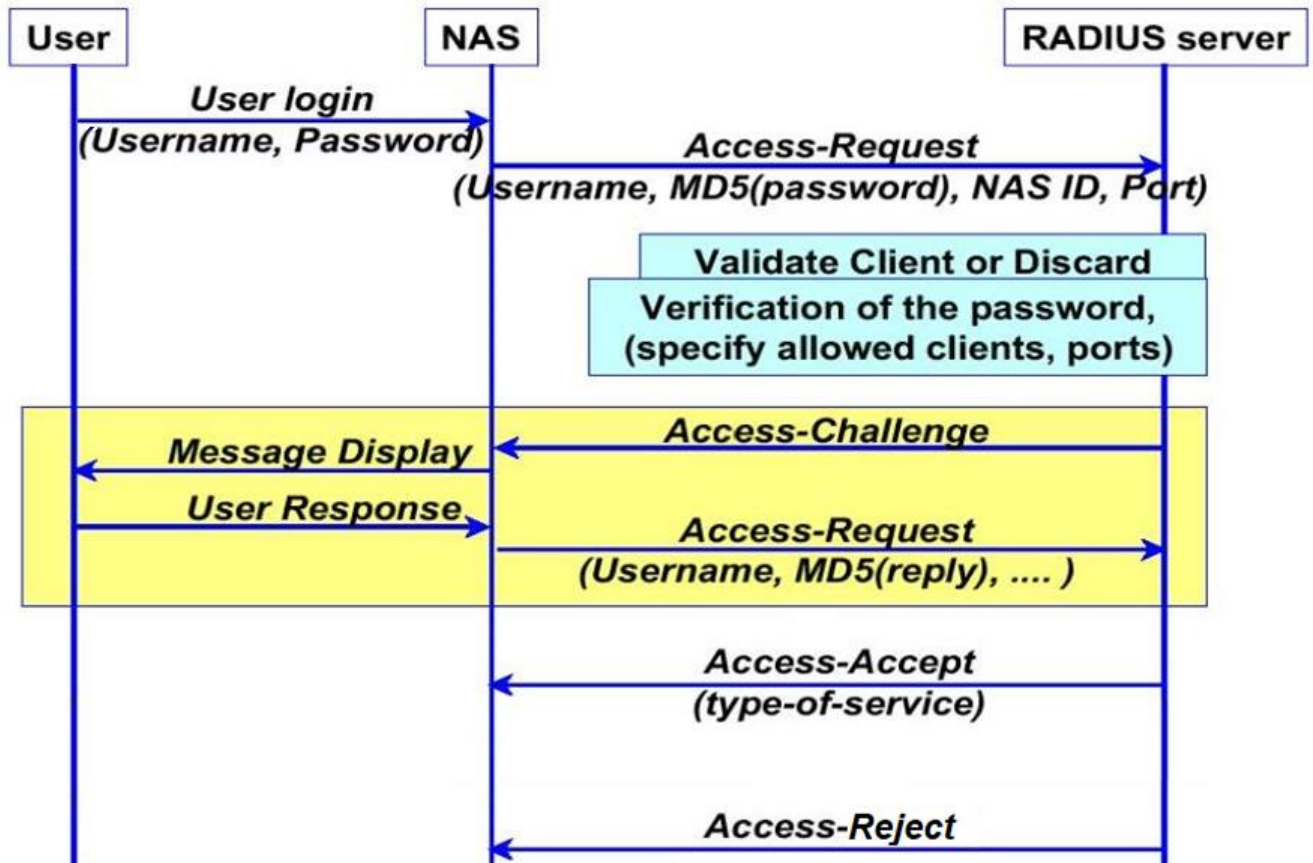 User
NAS
RADIUS server
User login
(Username, Password)
Access-Request
(Username, MD5(password), NAS ID, Port)
Validate Client or Discard
Verification of the password,
(specify allowed clients, ports)
Access-Challenge
Message Display
User Response
Access-Request
(Username, MD5(reply), .... )
Access-Accept
(type-of-service)
Access-Reject